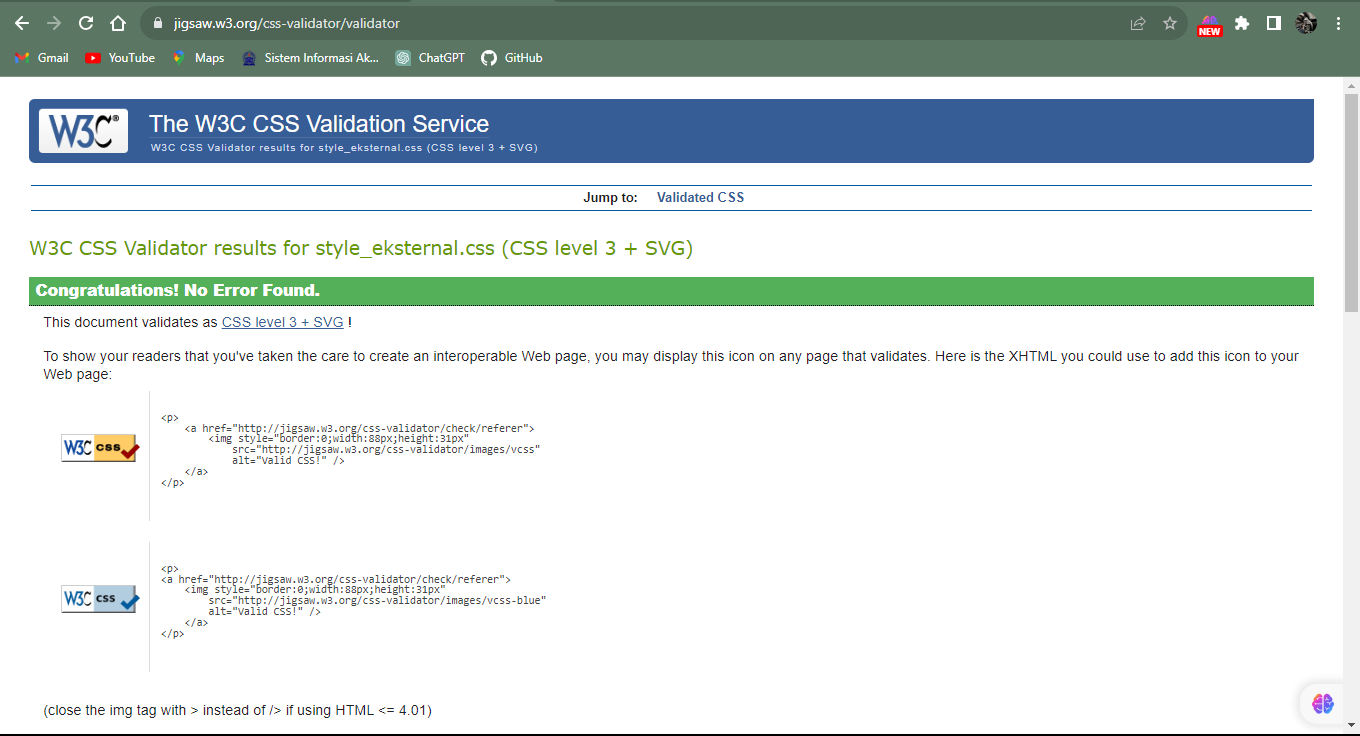 jigsaw.w3.org/css-validator/validator
NEW
Gmail YouTube Maps Sistem Informasi Ak... ChatGPT GitHub
W3C®
The W3C CSS Validation Service
W3C CSS Validator results for style_eksternal.css (CSS level 3 + SVG)
Jump to: Validated CSS
W3C CSS Validator results for style_eksternal.css (CSS level 3 + SVG)
Congratulations! No Error Found.
This document validates as CSS level 3 + SVG !
To show your readers that you've taken the care to create an interoperable Web page, you may display this icon on any page that validates. Here is the XHTML you could use to add this icon to your
Web page:
W3C css
<p>
<a href="http://jigsaw.w3.org/css-validator/check/referer">
<img style="border:0;width:88px;height:31px"
src="http://jigsaw.w3.org/css-validator/images/vcss"
alt="Valid CSS!" />
</a>
</p>
W3C css
<p>
<a href="http://jigsaw.w3.org/css-validator/check/referer">
<img style="border:0;width:88px;height:31px"
src="http://jigsaw.w3.org/css-validator/images/vcss-blue"
alt="Valid CSS!" />
</a>
</p>
(close the img tag with > instead of /> if using HTML <= 4.01)